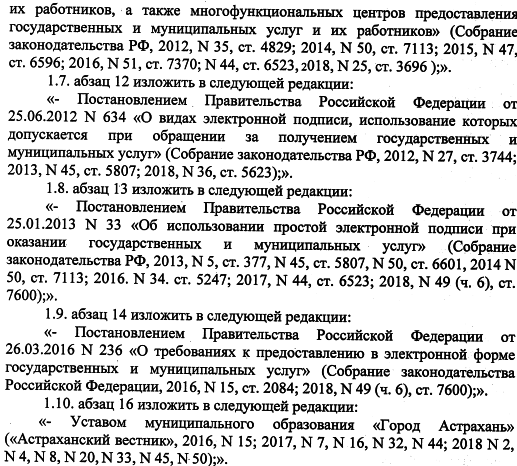 их работников, а также многофункциональных центров предоставления
государственных и муниципальных услуг и их работников» (Собрание
законодательства РФ, 2012, N 35, ст. 4829; 2014, N 50, ст. 7113; 2015, N 47,
ст. 6596; 2016, N 51, ст. 7370; N 44, ст. 6523, 2018, N 25, ст. 3696 );».
1.7. абзац 12 изложить в следующей редакции:
«- Постановлением Правительства Российской Федерации от
25.06.2012 N 634 «О видах электронной подписи, использование которых
допускается при обращении за получением государственных и
муниципальных услуг» (Собрание законодательства РФ, 2012, N 27, ст. 3744;
2013, N 45, ст. 5807; 2018, N 36, ст. 5623);».
1.8. абзац 13 изложить в следующей редакции:
«- Постановлением Правительства Российской Федерации от
25.01.2013 N 33 «Об использовании простой электронной подписи при
оказании государственных и муниципальных услуг» (Собрание
законодательства РФ, 2013, N 5, ст. 377, N 45, ст. 5807, N 50, ст. 6601, 2014 N
50, ст. 7113; 2016. N 34. ст. 5247; 2017, N 44, ст. 6523; 2018, N 49 (ч. 6), ст.
7600);».
1.9. абзац 14 изложить в следующей редакции:
«- Постановлением Правительства Российской Федерации от
26.03.2016 N 236 «О требованиях к предоставлению в электронной форме
государственных и муниципальных услуг» (Собрание законодательства
Российской Федерации, 2016, N 15, ст. 2084; 2018, N 49 (ч. 6), ст. 7600);».
1.10. абзац 16 изложить в следующей редакции:
«- Уставом муниципального образования «Город Астрахань»
(«Астраханский вестник», 2016, N 15; 2017, N 7, N 16, N 32, N 44; 2018 N 2,
N 4, N 8, N 20, N 33, N 45, N 50);».